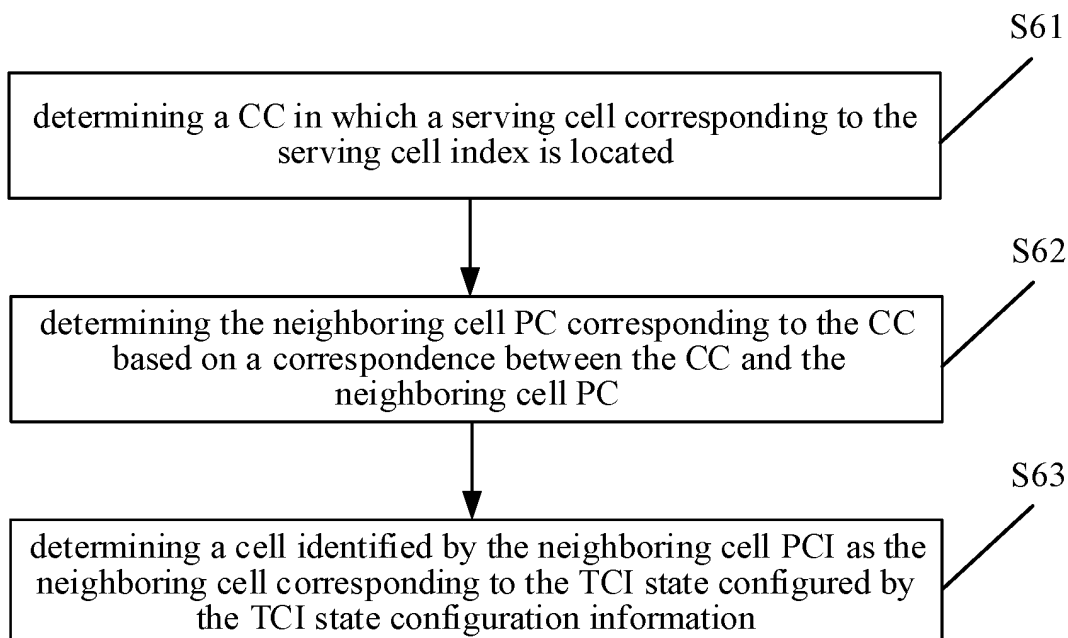 S61
determining a CC in which a serving cell corresponding to the
serving cell index is located
S62
determining the neighboring cell PC corresponding to the CC
based on a correspondence between the CC and the
neighboring cell PC
S63
determining a cell identified by the neighboring cell PCI as the
neighboring cell corresponding to the TCI state configured by
the TCI state configuration information